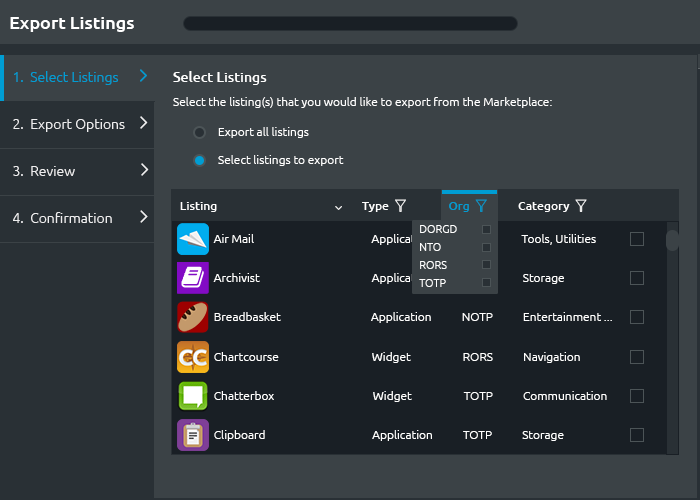 Export Listings
1. Select Listings
2. Export Options
3. Review
4. Confirmation
Select Listings
Select the listing(s) that you would like to export from the Marketplace:
Export all listings
Select listings to export
Listing Type Org Category
DORGD
NTO
RORS
TOTP
Air Mail Applica Tools, Utilities
Archivist Applica Storage
Breadbasket Application NOTP Entertainment ...
Chartcourse Widget RORS Navigation
Chatterbox Widget TOTP Communication
Clipboard Application TOTP Storage